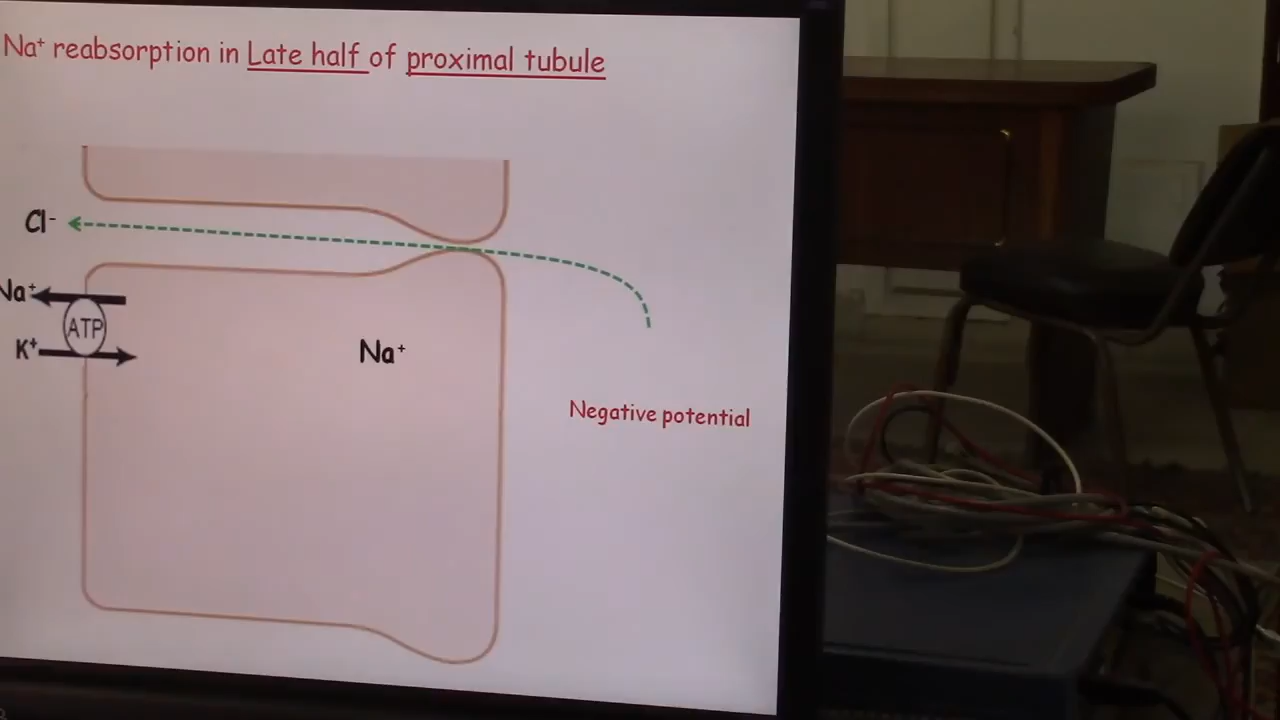 Na⁺ reabsorption in Late half of proximal tubule
Cl⁻
Na⁺
ATP
K⁺
Na⁺
Negative potential